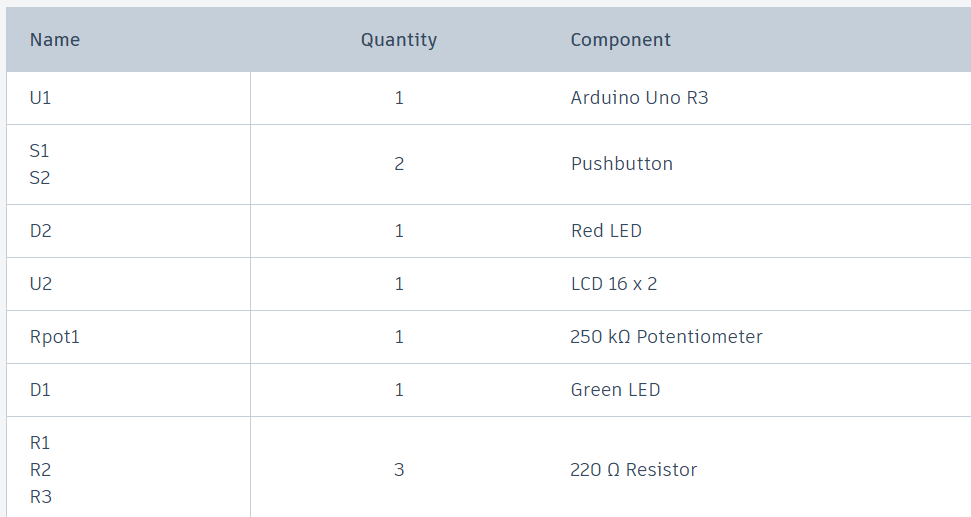 Name Quantity Component
U1 1 Arduino Uno R3
S1
S2
2 Pushbutton
D2 1 Red LED
U2 1 LCD 16 x 2
Rpot1 1 250 kΩ Potentiometer
D1 1 Green LED
R1
R2 3 220 Ω Resistor
R3